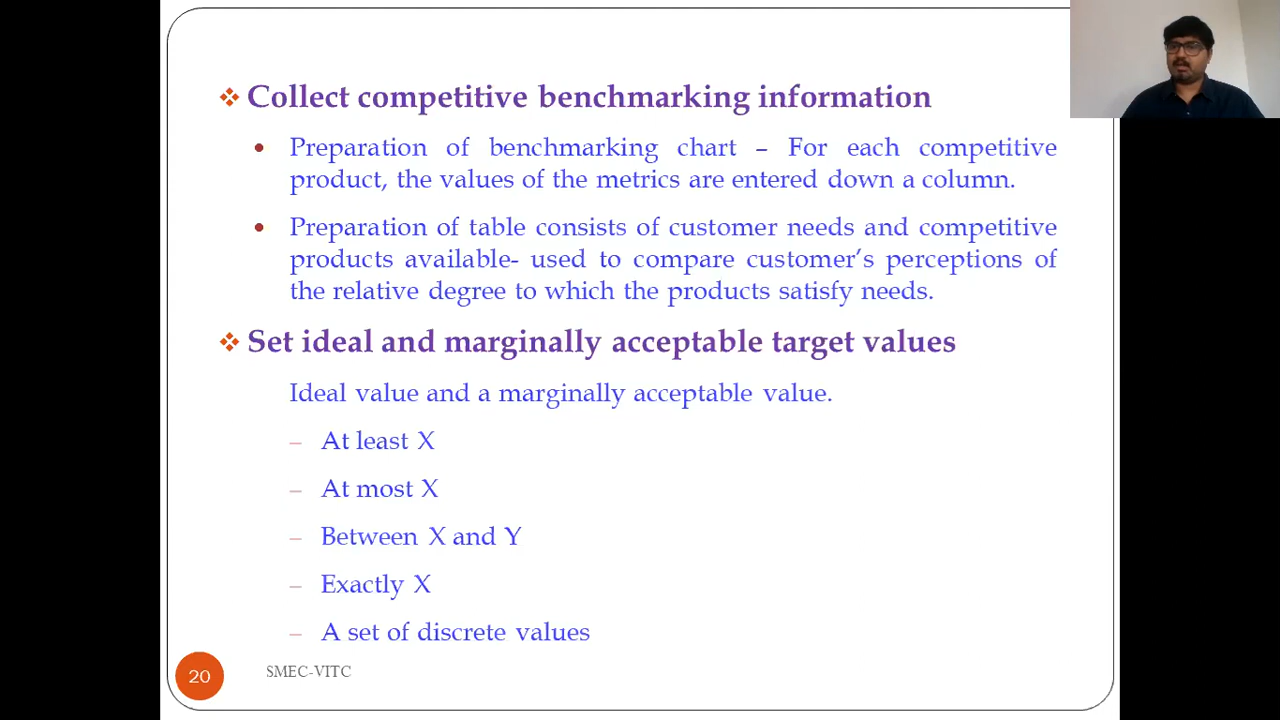 Collect competitive benchmarking information
Preparation of benchmarking chart – For each competitive
product, the values of the metrics are entered down a column.
Preparation of table consists of customer needs and competitive
products available- used to compare customer's perceptions of
the relative degree to which the products satisfy needs.
Set ideal and marginally acceptable target values
Ideal value and a marginally acceptable value.
– At least X
– At most X
– Between X and Y
– Exactly X
– A set of discrete values
20
SMEC-VITC